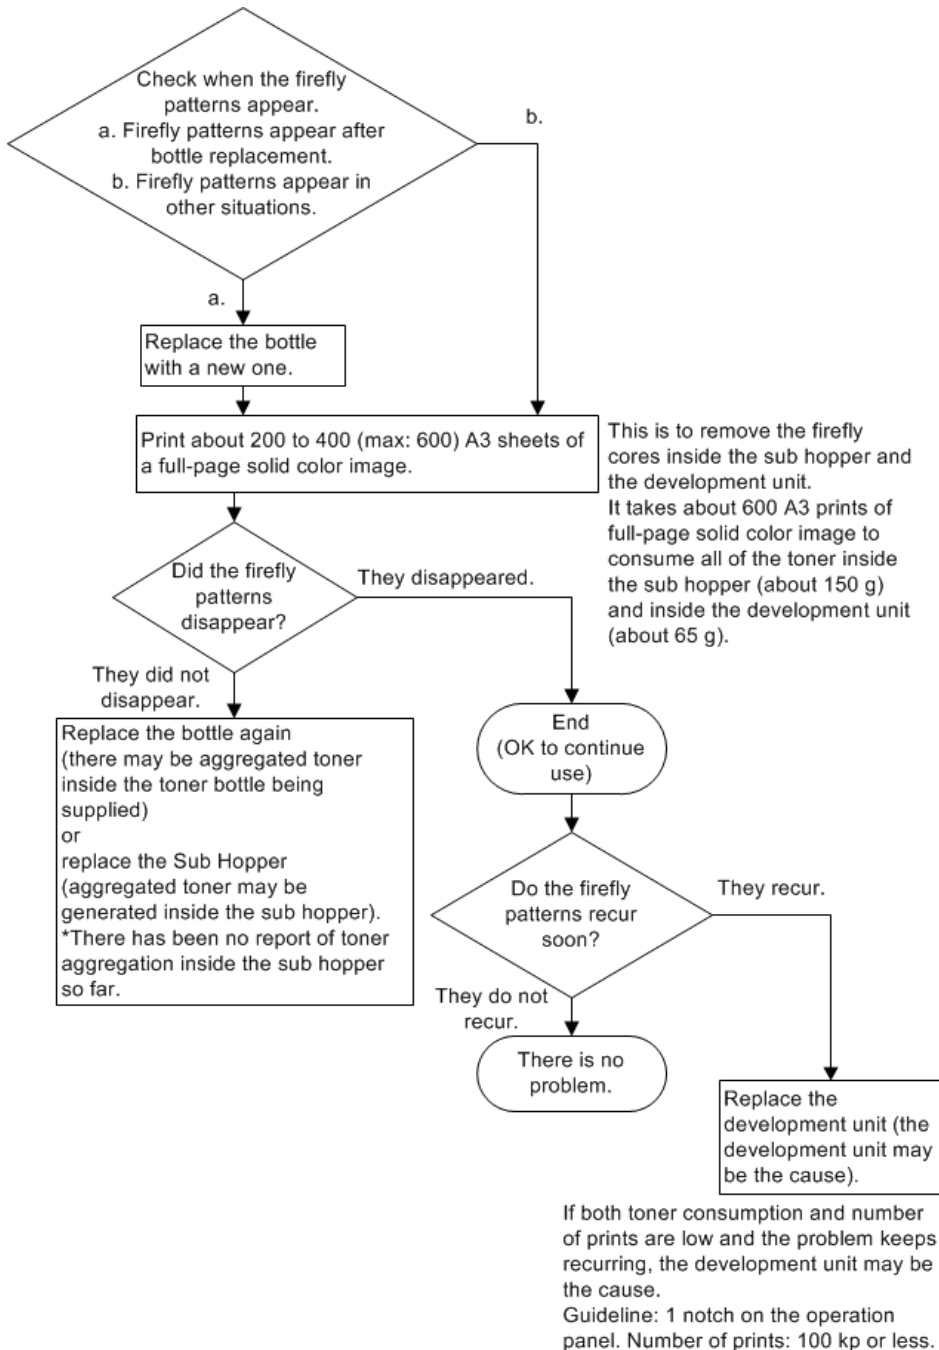 Check when the firefly
patterns appear.
a. Firefly patterns appear after
bottle replacement.
b. Firefly patterns appear in
other situations.
b.
a.
Replace the bottle
with a new one.
Print about 200 to 400 (max: 600) A3 sheets of
a full-page solid color image.
This is to remove the firefly
cores inside the sub hopper and
the development unit.
It takes about 600 A3 prints of
full-page solid color image to
consume all of the toner inside
the sub hopper (about 150 g)
and inside the development unit
(about 65 g).
Did the firefly
patterns
disappear?
They disappeared.
They did not
disappear.
Replace the bottle again
(there may be aggregated toner
inside the toner bottle being
supplied)
or
replace the Sub Hopper
(aggregated toner may be
generated inside the sub hopper).
*There has been no report of toner
aggregation inside the sub hopper
so far.
End
(OK to continue
use)
Do the firefly
patterns recur
soon?
They recur.
They do not
recur.
There is no
problem.
Replace the
development unit (the
development unit may
be the cause).
If both toner consumption and number
of prints are low and the problem keeps
recurring, the development unit may be
the cause.
Guideline: 1 notch on the operation
panel. Number of prints: 100 kp or less.